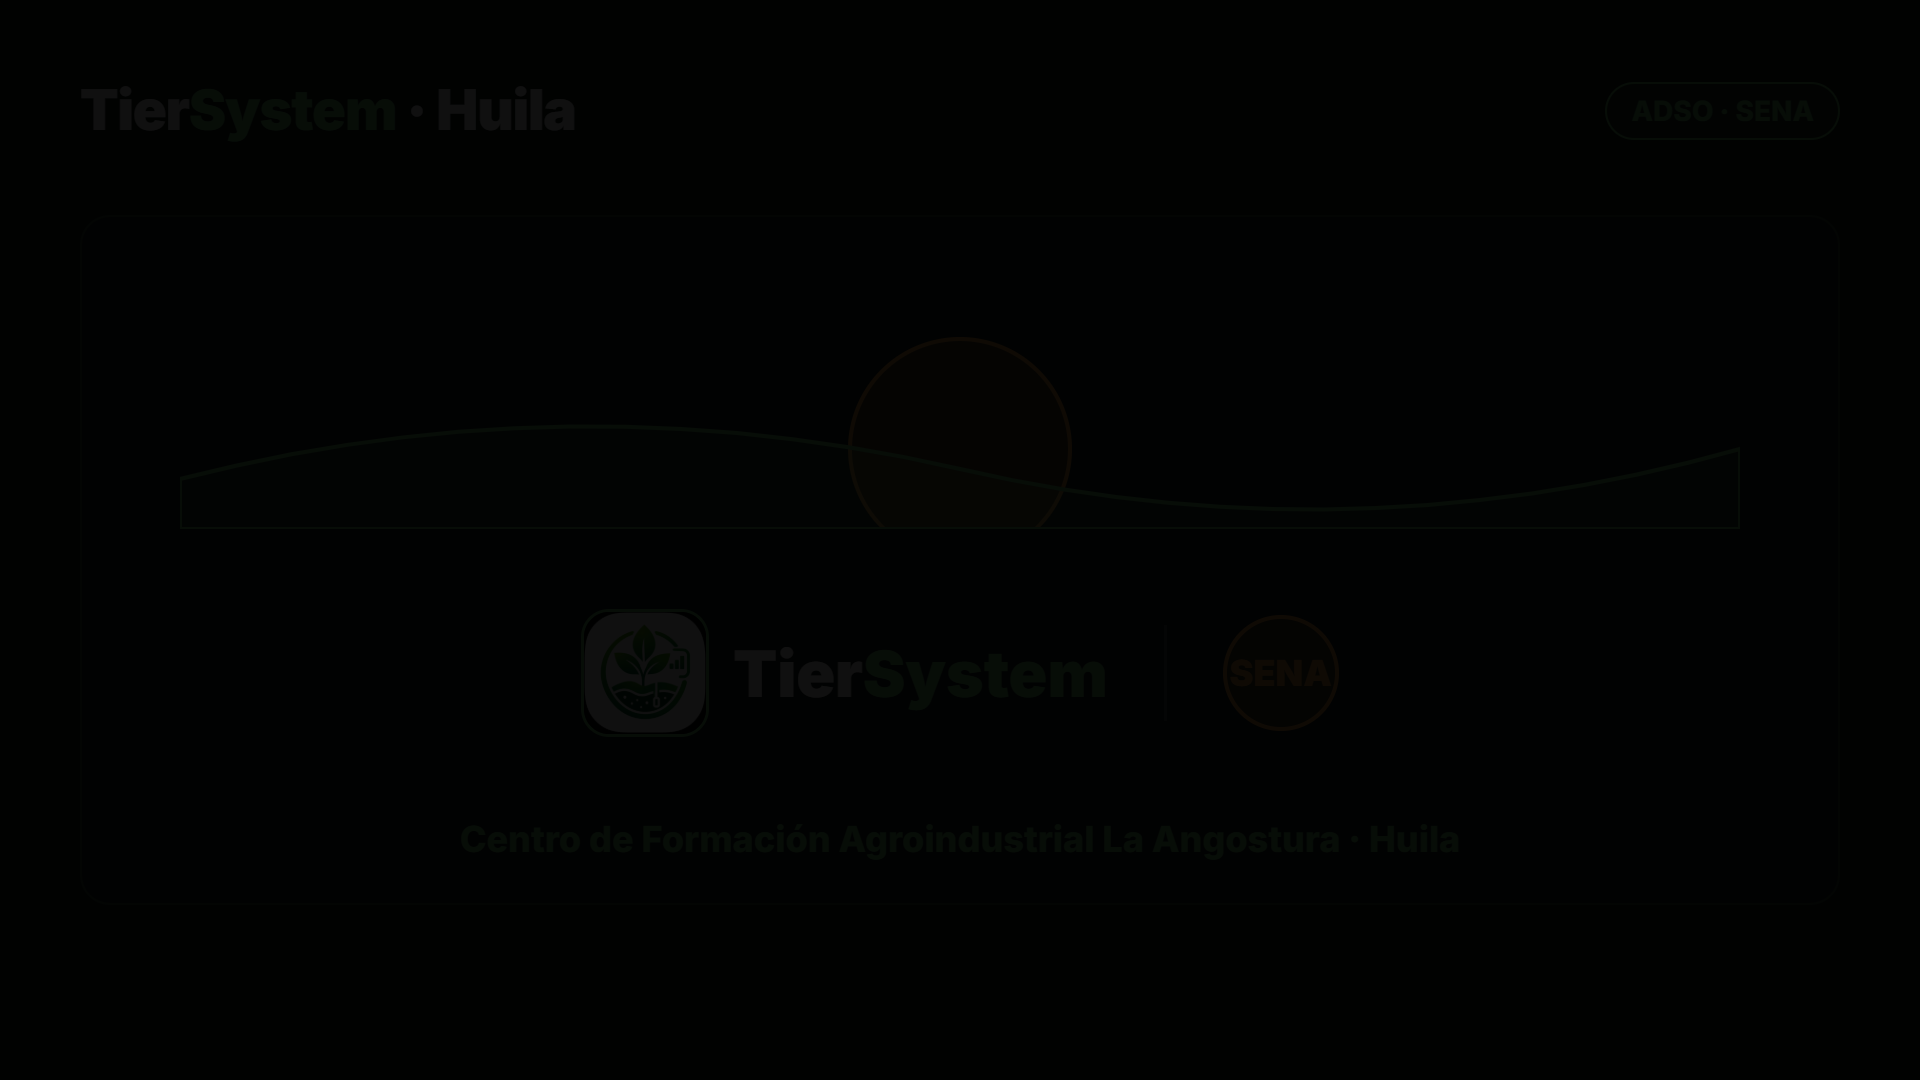 TierSystem · Huila
ADSO · SENA
TierSystem
SENA
Centro de Formación Agroindustrial La Angostura · Huila